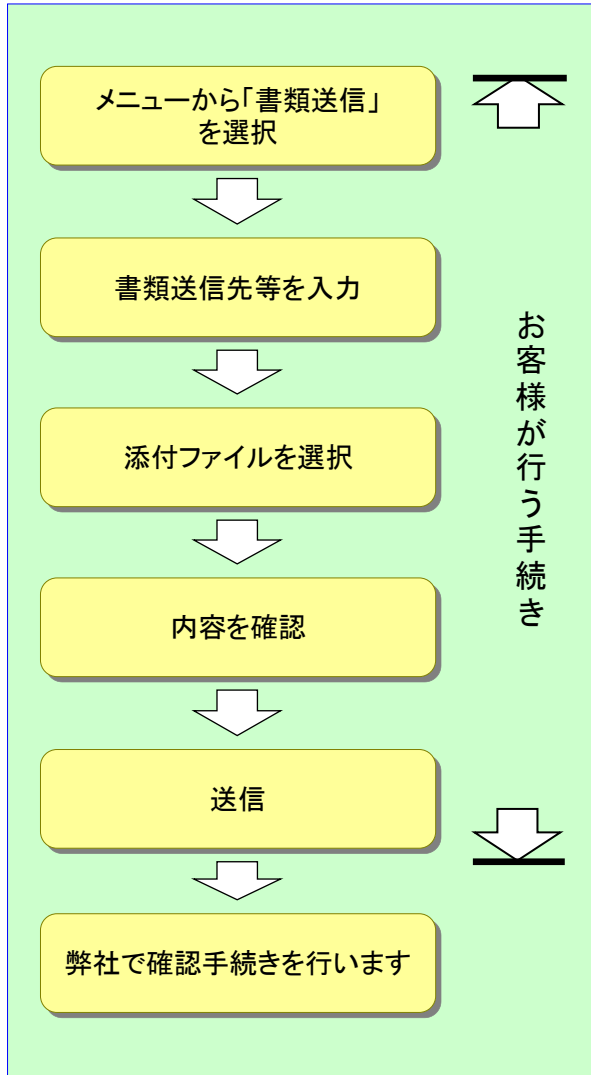 メニューから「書類送信」
を選択
書類送信先等を入力
添付ファイルを選択
内容を確認
送信
弊社で確認手続きを行います
お客様が行う手続き